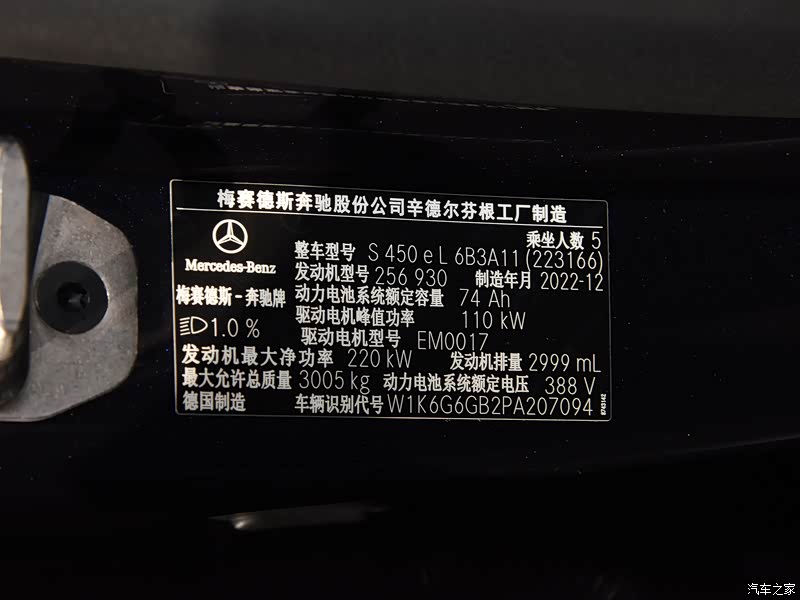 梅赛德斯奔驰股份公司辛德尔芬根工厂制造
乘坐人数 5
整车型号 S 450 e L 6B3A11 (223166)
Mercedes-Benz
发动机型号 256 930 制造年月 2022-12
梅赛德斯-奔驰牌
动力电池系统额定容量 74 Ah
驱动电机峰值功率 110 kW
1.0 %
驱动电机型号 EM0017
发动机最大净功率 220 kW 发动机排量 2999 mL
最大允许总质量 3005 kg 动力电池系统额定电压 388 V
德国制造 车辆识别代号 W1K6G6GB2PA207094
汽车之家